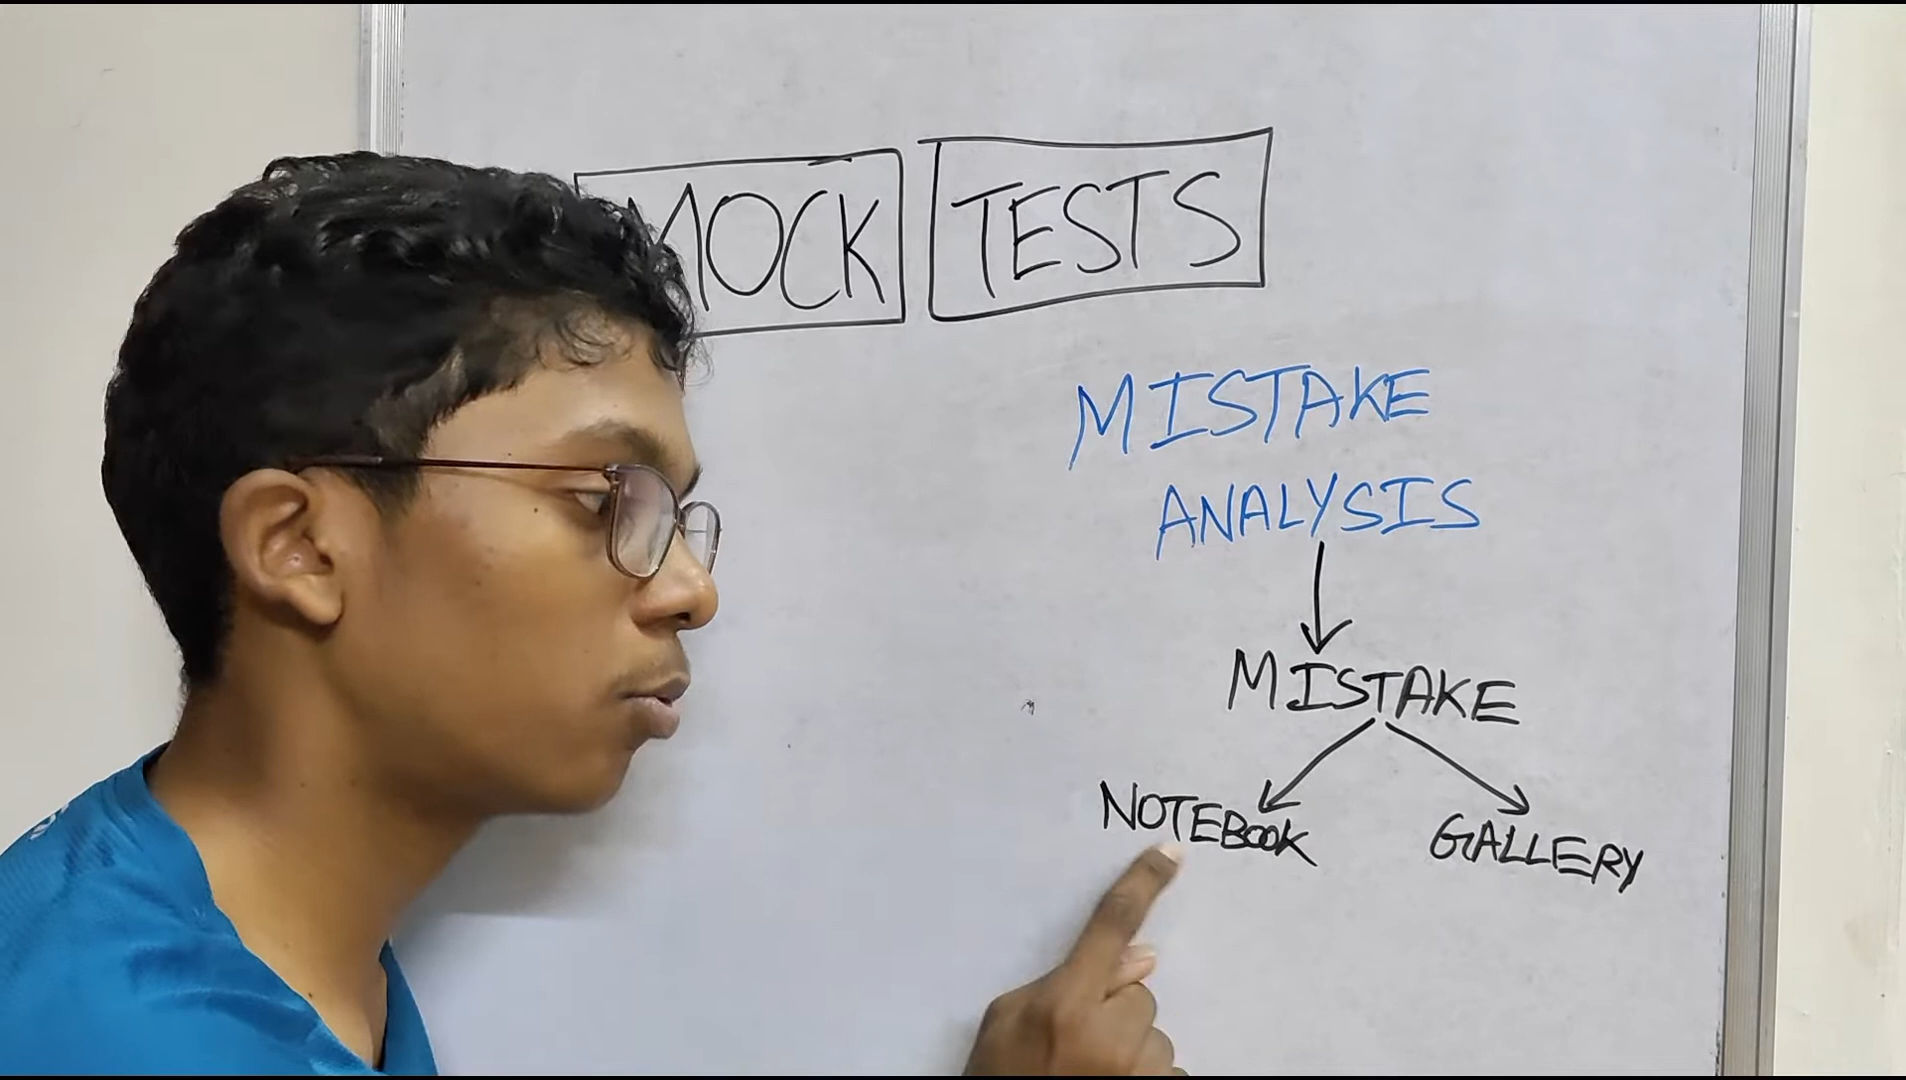 MOCK TESTS
MISTAKE
ANALYSIS
MISTAKE
NOTEBOOK GALLERY